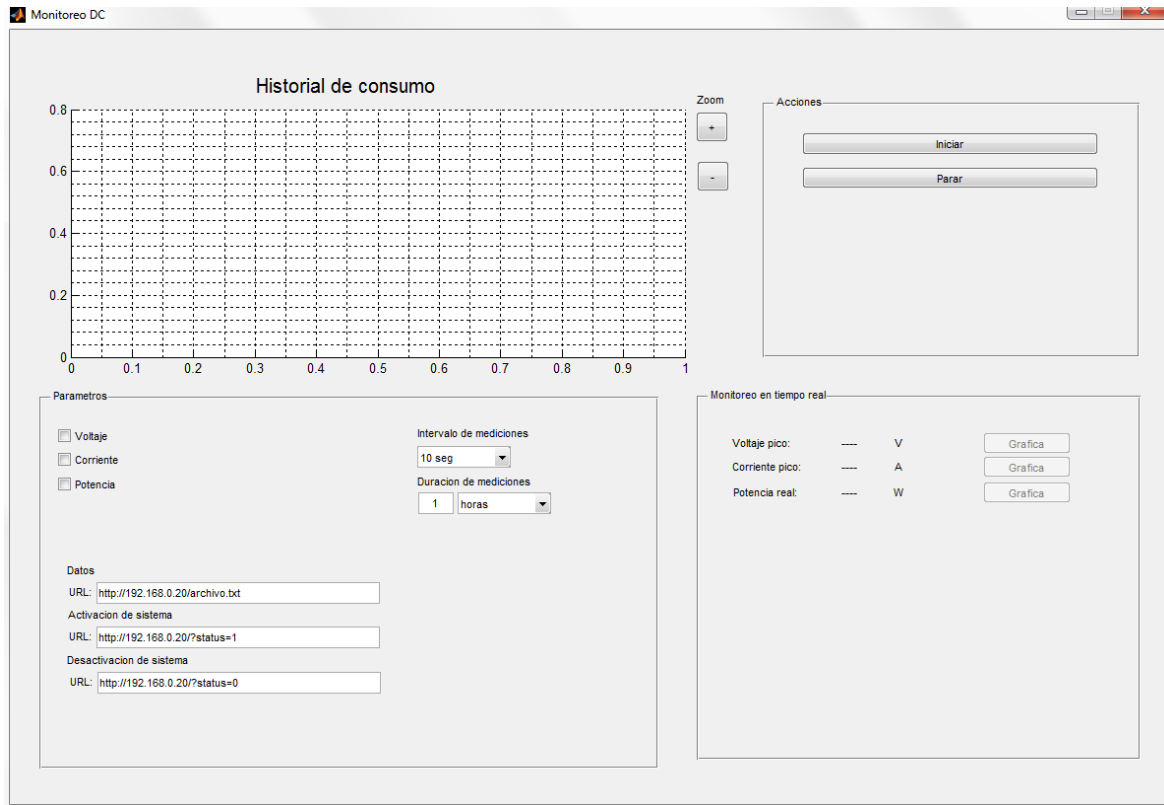 Monitoreo DC
Historial de consumo
0.8
0.6
0.4
0.2
0
0 0.1 0.2 0.3 0.4 0.5 0.6 0.7 0.8 0.9 1
Zoom
+
-
Acciones
Iniciar
Parar
Parametros
Voltaje
Corriente
Potencia
Intervalo de mediciones
10 seg
Duracion de mediciones
1 horas
Datos
URL: http://192.168.0.20/archivo.txt
Activacion de sistema
URL: http://192.168.0.20/?status=1
Desactivacion de sistema
URL: http://192.168.0.20/?status=0
Monitoreo en tiempo real
Voltaje pico: ---- V Grafica
Corriente pico: ---- A Grafica
Potencia real: ---- W Grafica